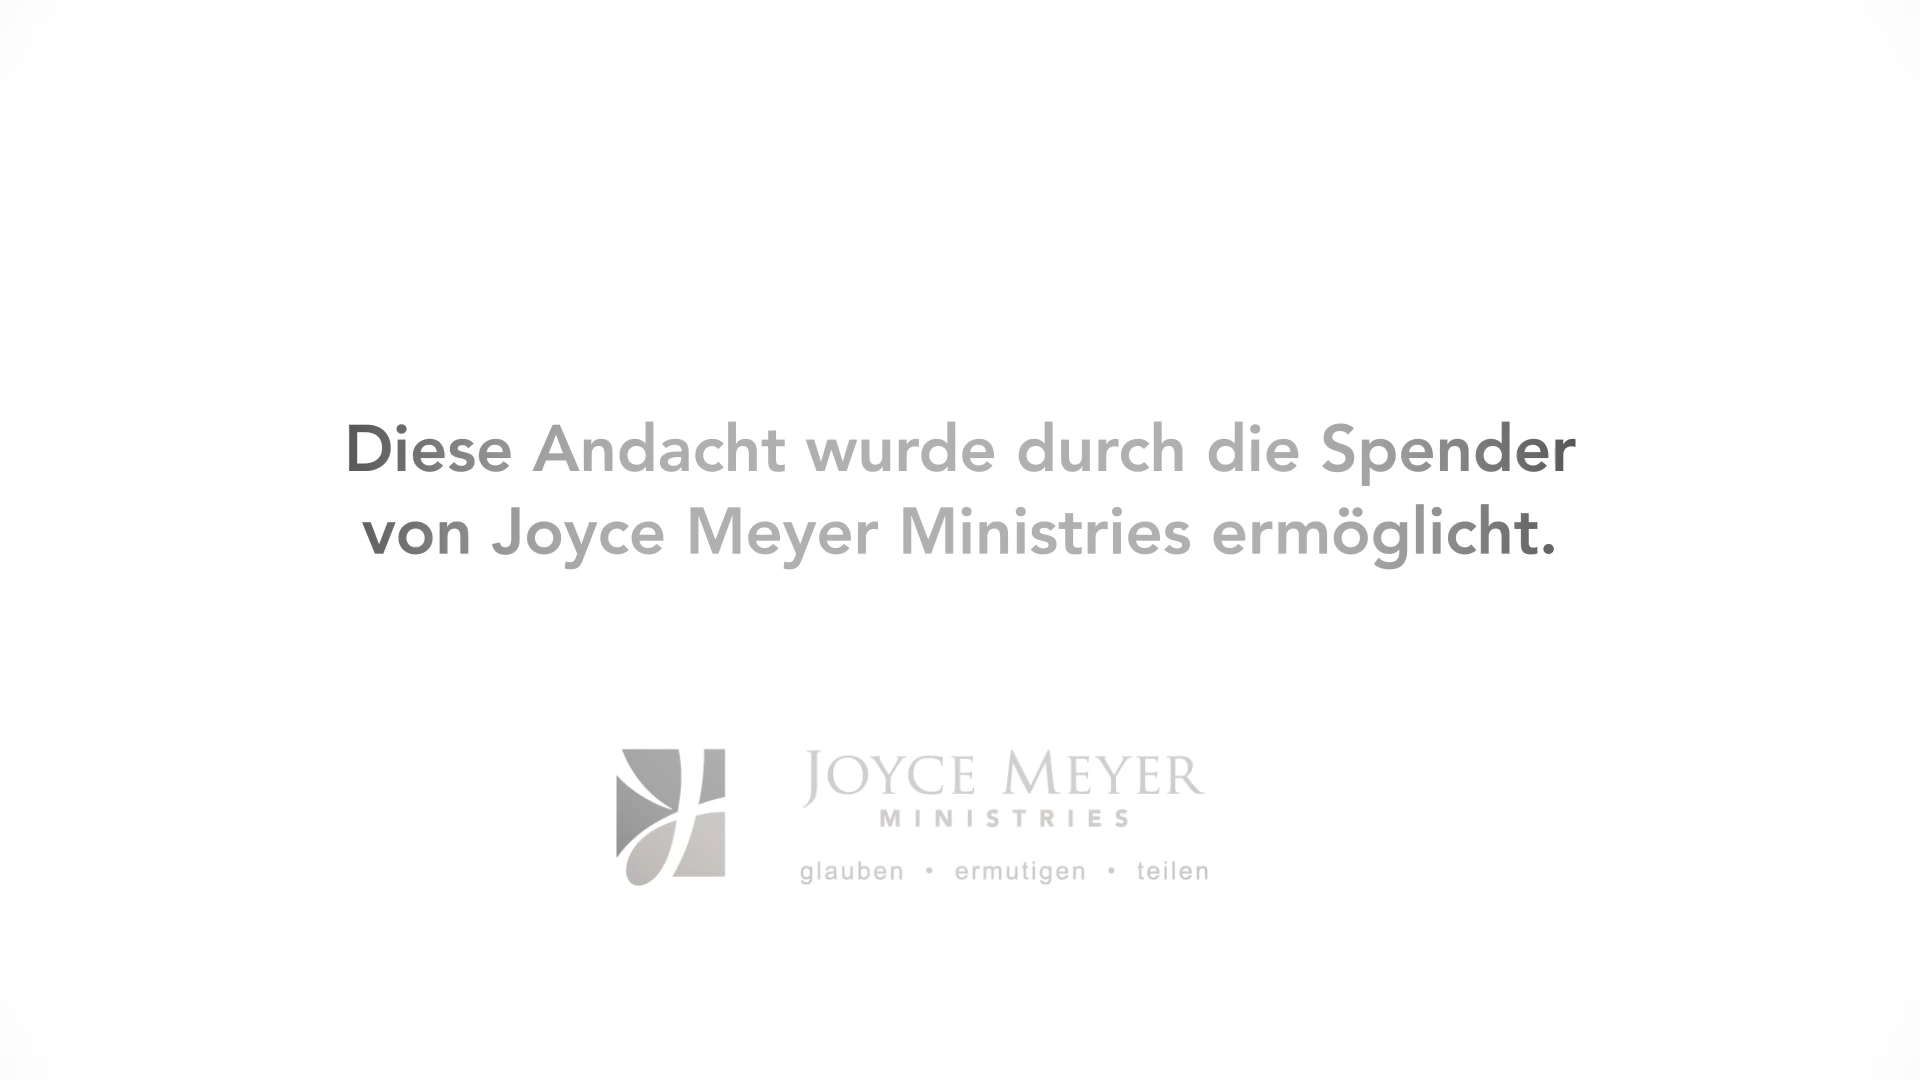 Diese Andacht wurde durch die Spender
von Joyce Meyer Ministries ermöglicht.
JOYCE MEYER
MINISTRIES
glauben • ermutigen • teilen